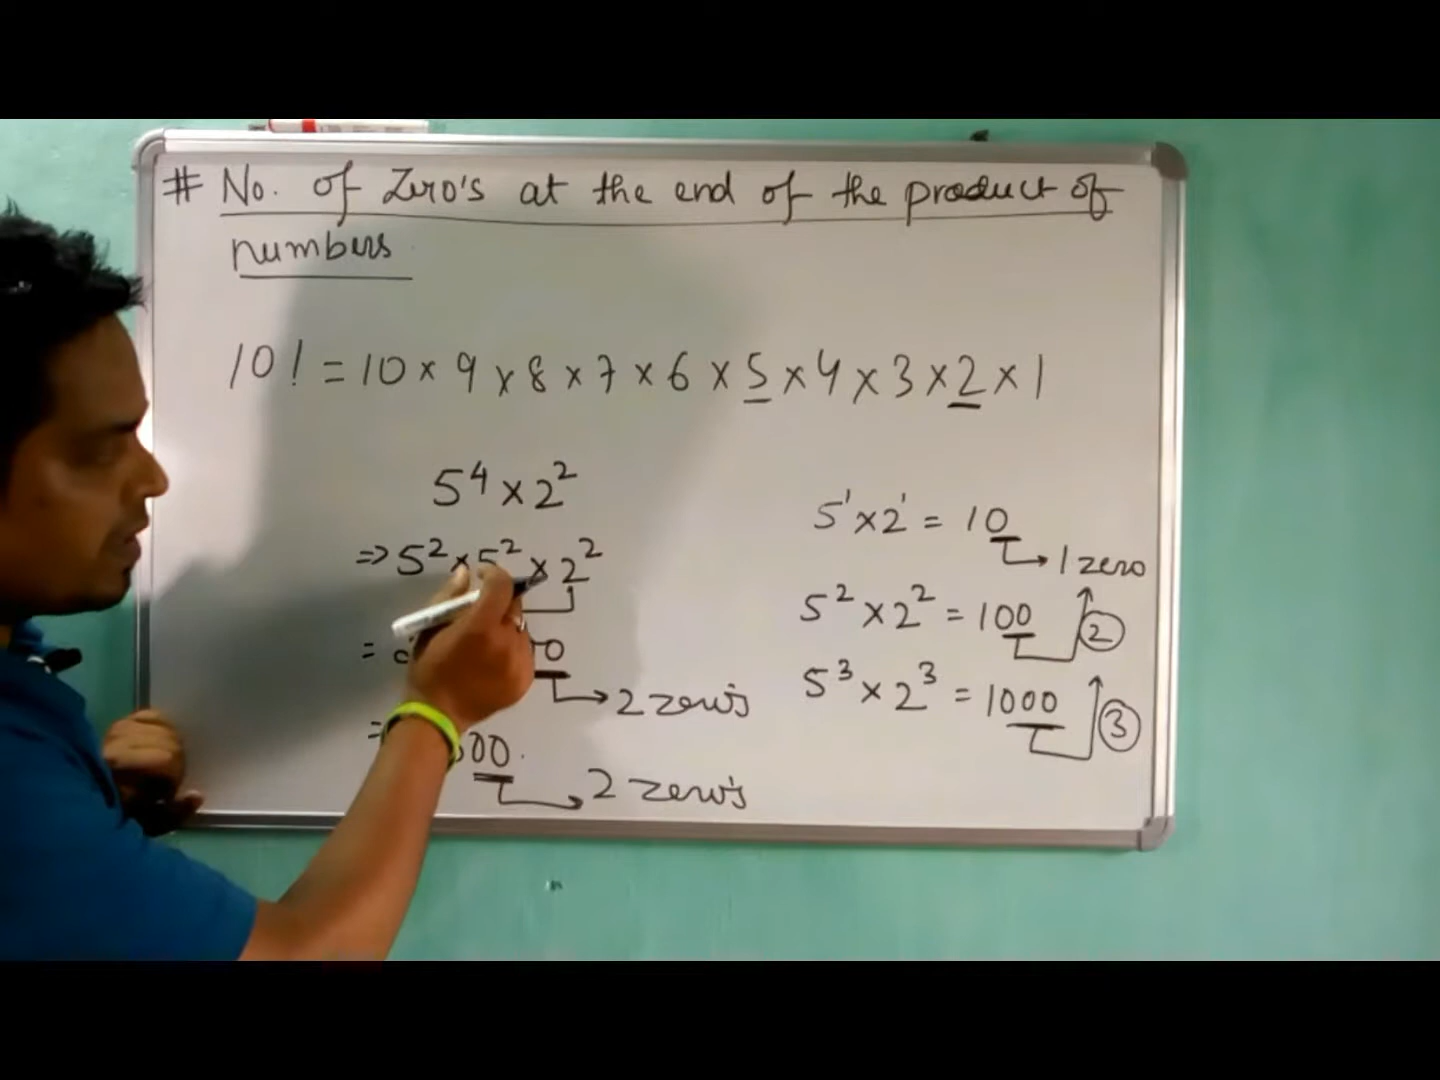 # No. of Zero's at the end of the product of
numbers
10! = 10 × 9 × 8 × 7 × 6 × 5 × 4 × 3 × 2 × 1
5⁴ × 2²
⇒ 5² × 5² × 2²
=
0
→ 2 zero's
=
00.
→ 2 zero's
5¹ × 2¹ = 10
→ 1 zero
5² × 2² = 100
2
5³ × 2³ = 1000
3